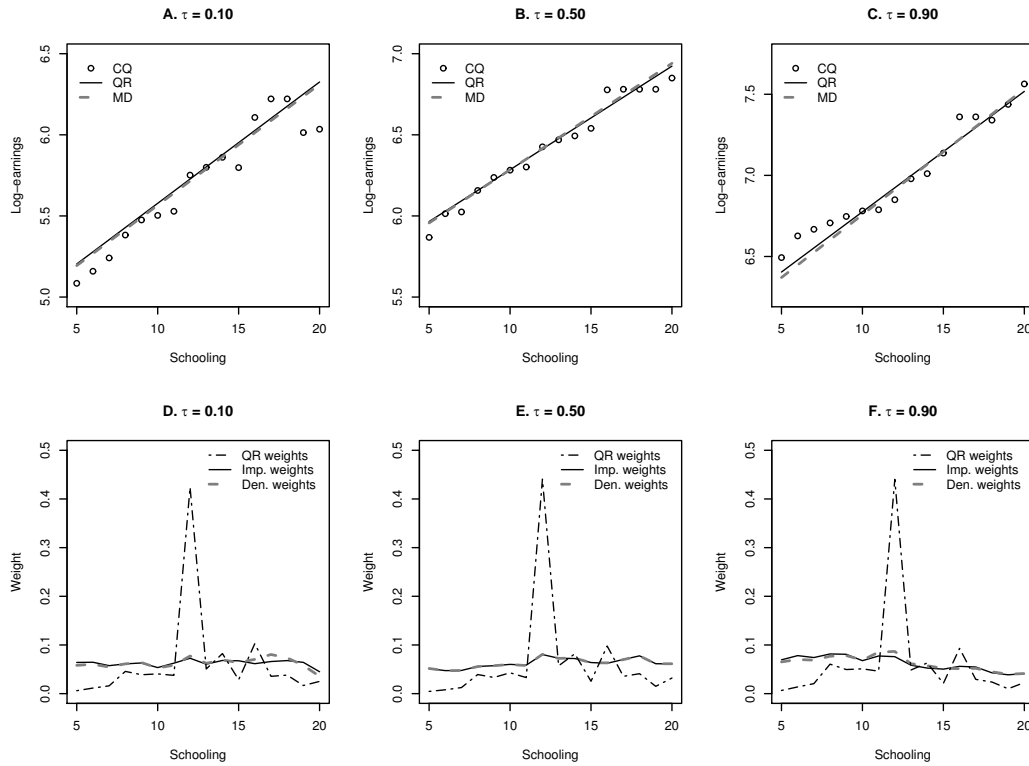 A. τ = 0.10
B. τ = 0.50
C. τ = 0.90
Log−earnings
6.5
6.0
5.5
5.0
CQ
QR
MD
5
10
15
20
Schooling
Log−earnings
7.0
6.5
6.0
5.5
CQ
QR
MD
5
10
15
20
Schooling
Log−earnings
7.5
7.0
6.5
CQ
QR
MD
5
10
15
20
Schooling
D. τ = 0.10
E. τ = 0.50
F. τ = 0.90
Weight
0.5
0.4
0.3
0.2
0.1
0.0
QR weights
Imp. weights
Den. weights
5
10
15
20
Schooling
Weight
0.5
0.4
0.3
0.2
0.1
0.0
QR weights
Imp. weights
Den. weights
5
10
15
20
Schooling
Weight
0.5
0.4
0.3
0.2
0.1
0.0
QR weights
Imp. weights
Den. weights
5
10
15
20
Schooling